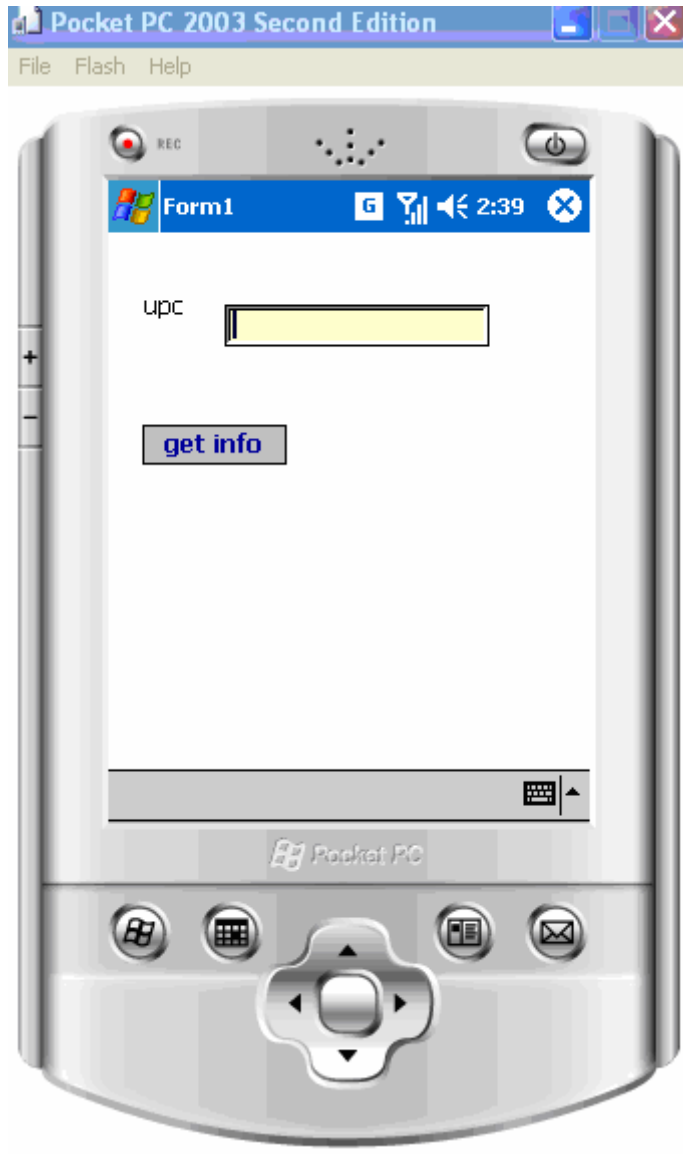 Pocket PC 2003 Second Edition
File Flash Help
REC
Form1 G 2:39
upc
get info
+
-
Pocket PC